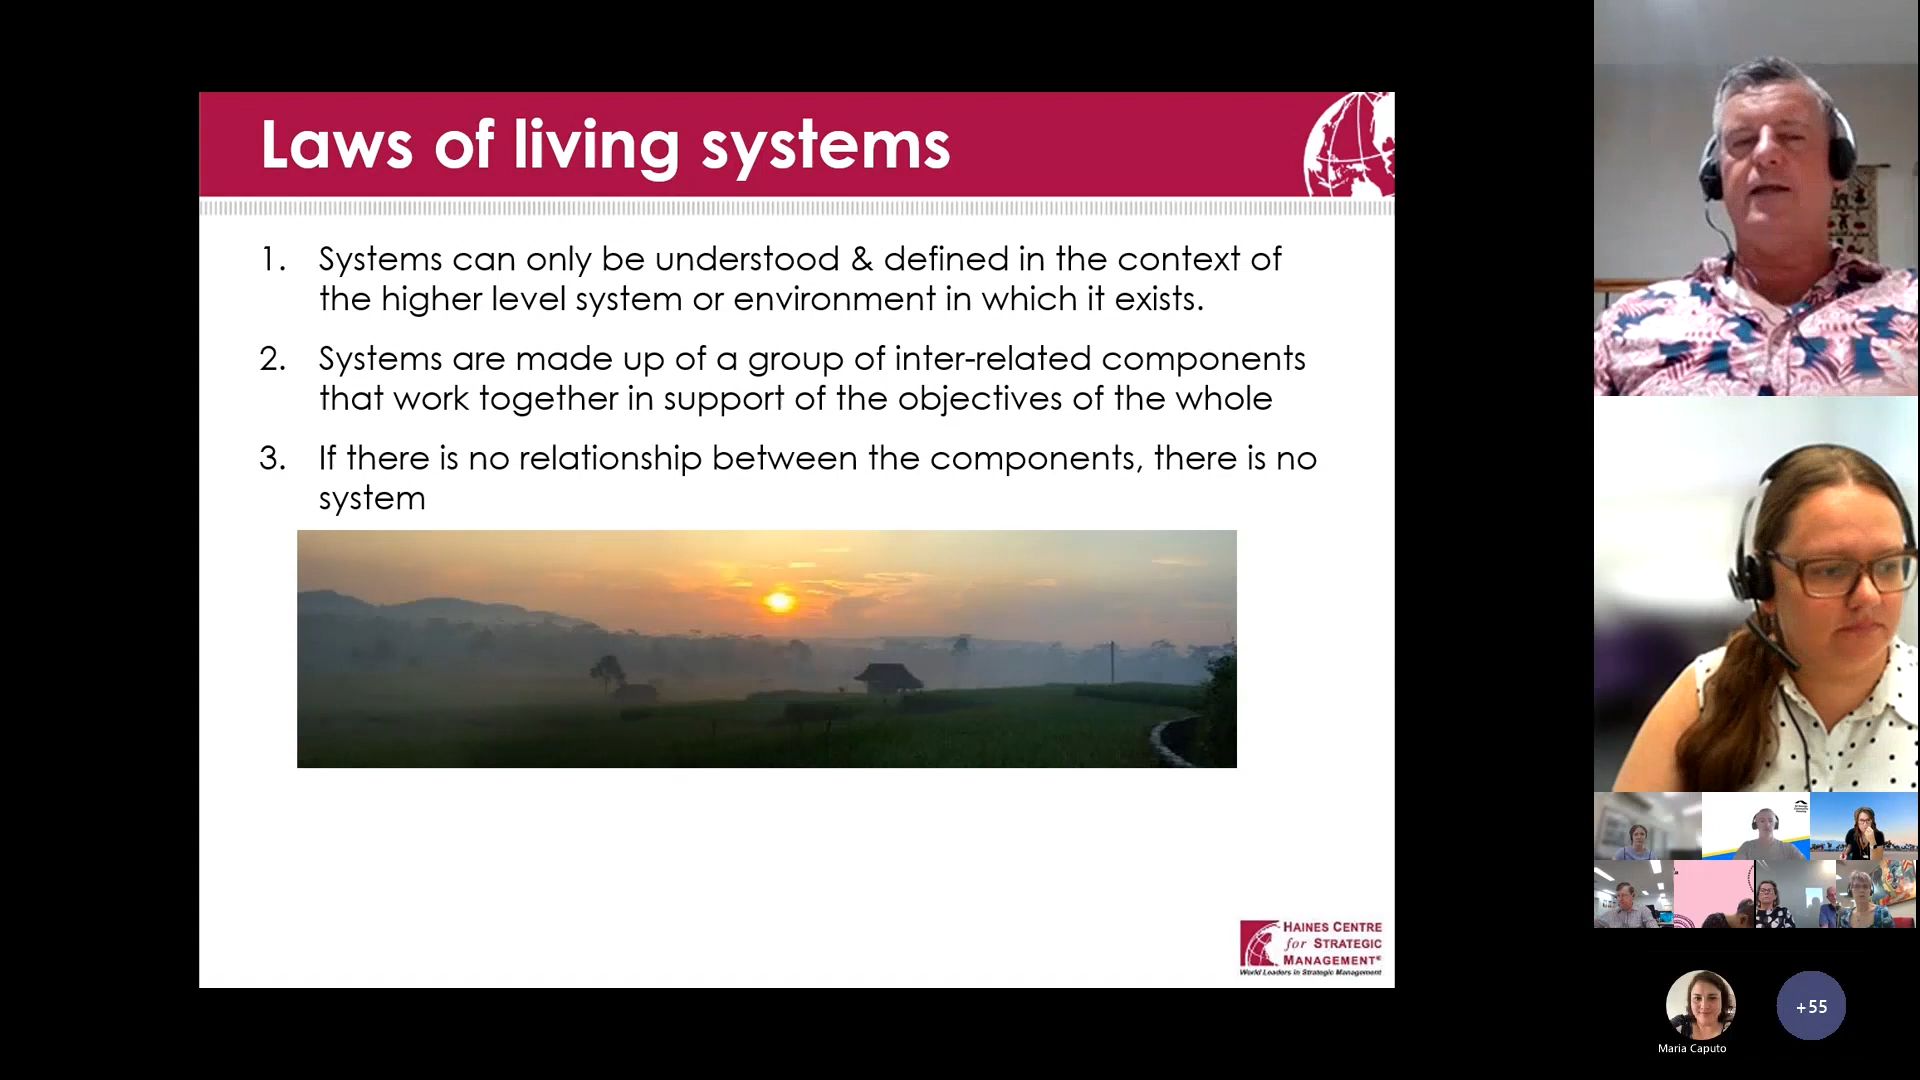 Laws of living systems
1. Systems can only be understood & defined in the context of
the higher level system or environment in which it exists.
2. Systems are made up of a group of inter-related components
that work together in support of the objectives of the whole
3. If there is no relationship between the components, there is no
system
HAINES CENTRE
for STRATEGIC
MANAGEMENT®
World Leaders in Strategic Management
Maria Caputo
+55